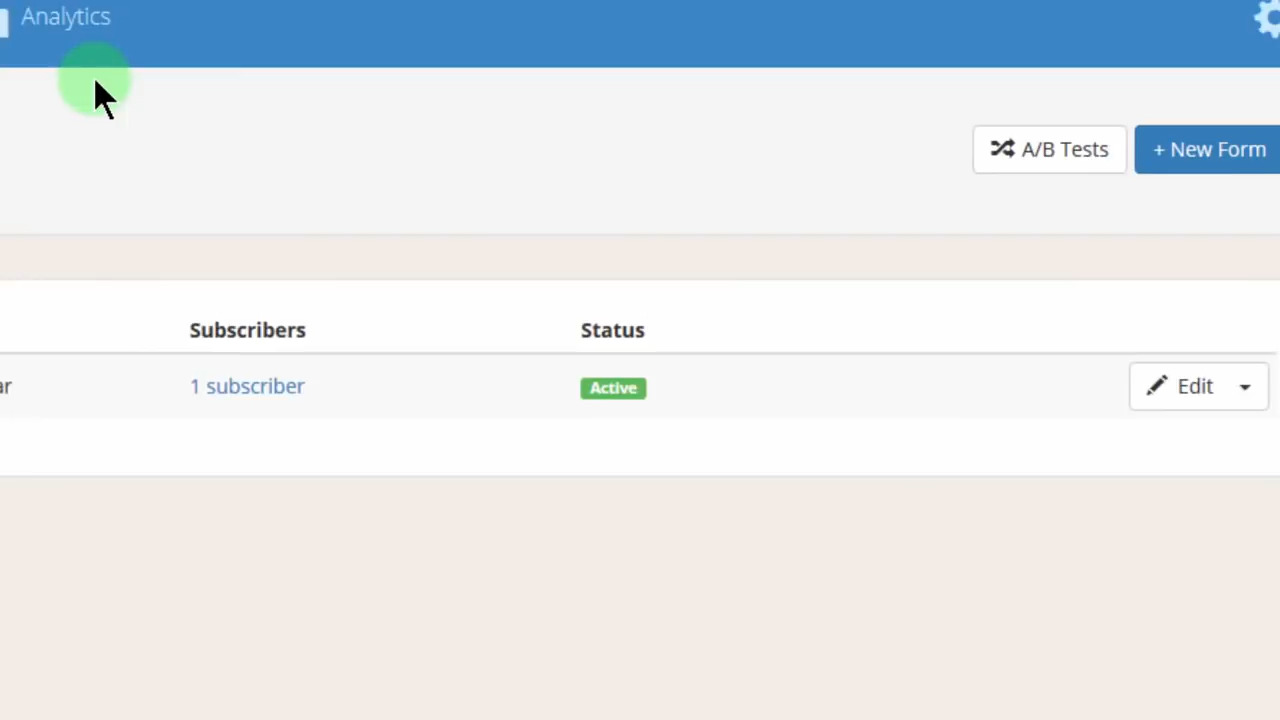 Analytics
A/B Tests
+ New Form
Subscribers Status
1 subscriber Active Edit